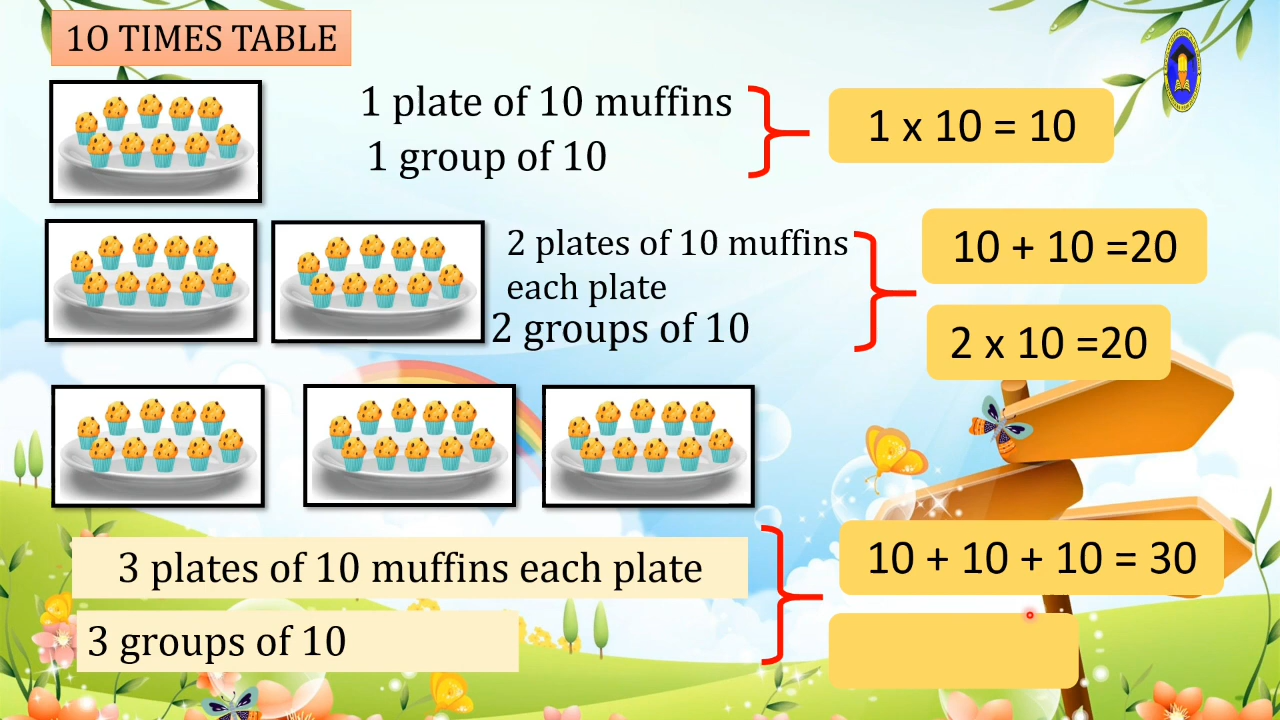 1O TIMES TABLE
1 plate of 10 muffins
1 group of 10
1 x 10 = 10
2 plates of 10 muffins
each plate
2 groups of 10
10 + 10 =20
2 x 10 =20
3 plates of 10 muffins each plate
3 groups of 10
10 + 10 + 10 = 30